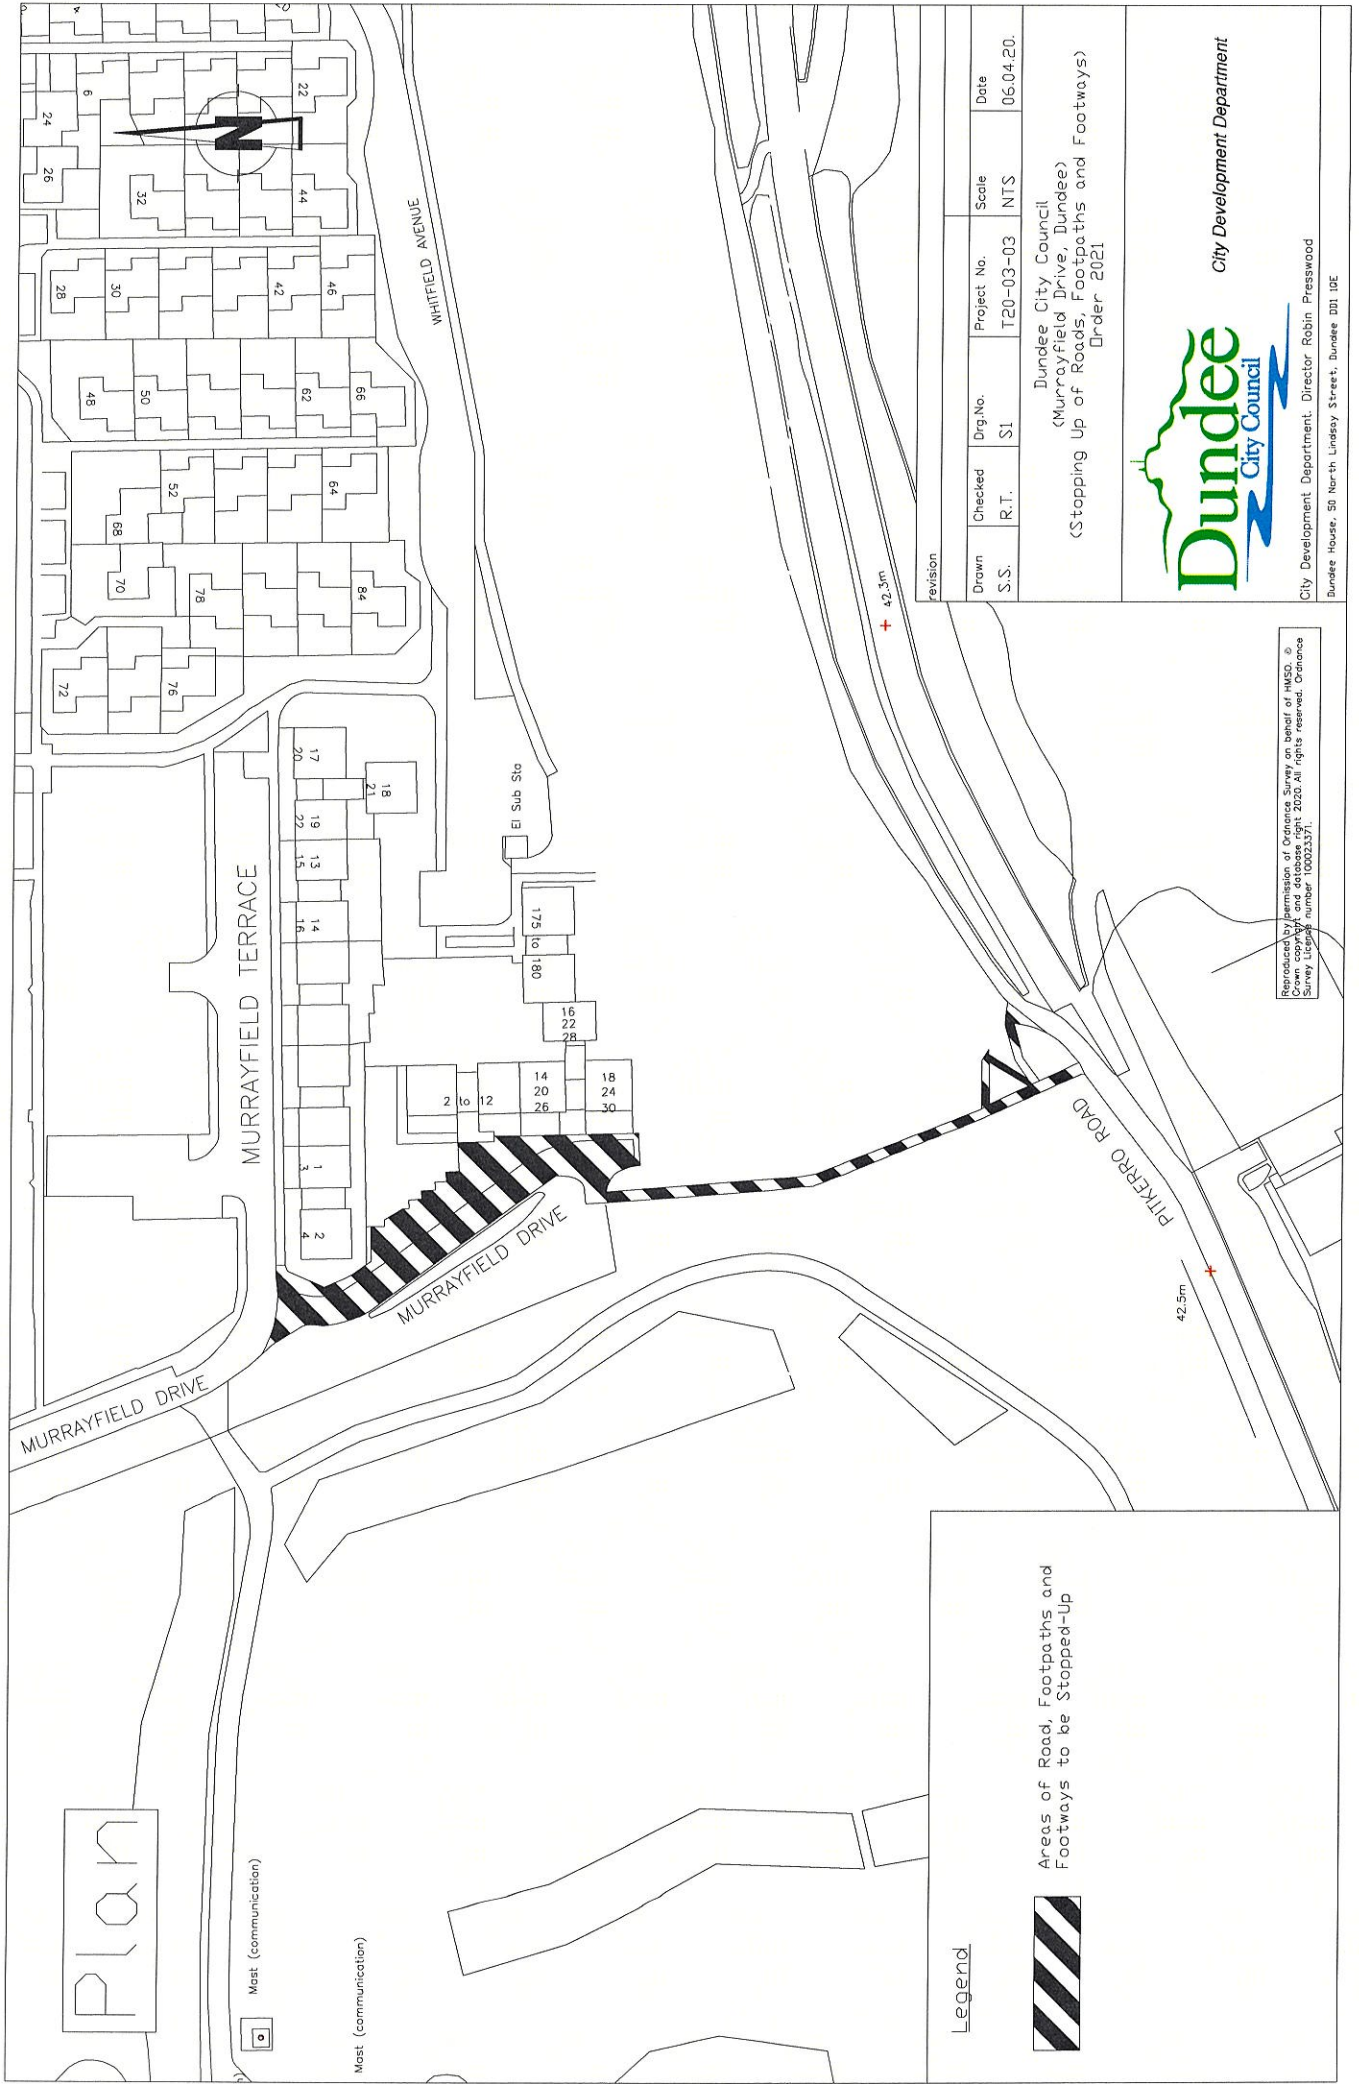 Plan
Mast (communication)
Mast (communication)
MURRAYFIELD DRIVE
MURRAYFIELD TERRACE
MURRAYFIELD DRIVE
WHITFIELD AVENUE
PITKERRO ROAD
El Sub Sta
N
24
6
22
26
32
44
28
30
42
46
48
50
62
66
68
52
64
70
78
84
72
76
17
20
18
21
19
22
13
15
14
16
1
3
2
4
175 to 180
16
22
28
2 to 12
14
20
26
18
24
30
42.3m
42.5m
Legend
Areas of Road, Footpaths and
Footways to be Stopped-Up
Reproduced by permission of Ordnance Survey on behalf of HMSO. ©
Crown copyright and database right 2020. All rights reserved. Ordnance
Survey License number 100023371.
revision
Drawn Checked Drg.No. Project No. Scale Date
S.S. R.T. S1 T20-03-03 NTS 06.04.20.
Dundee City Council
(Murrayfield Drive, Dundee)
(Stopping Up of Roads, Footpaths and Footways)
Order 2021
Dundee
City Council
City Development Department
City Development Department. Director Robin Presswood
Dundee House, 50 North Lindsay Street, Dundee DD1 1QE